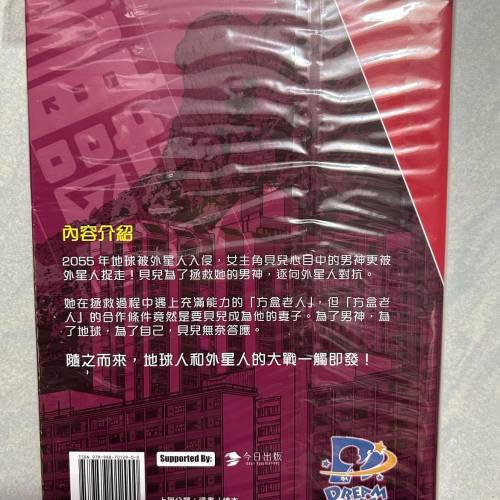 內容介紹
2055 年地球被外星人入侵，女主角貝兒心目中的男神更被
外星人捉走！貝兒為了拯救她的男神，逐向外星人對抗。
她在拯救過程中遇上充滿能力的「方盒老人」，但「方盒老
人」的合作條件竟然是要貝兒成為他的妻子。為了男神，為
了地球，為了自己，貝兒無奈答應。
隨之而來，地球人和外星人的大戰一觸即發！
Supported By:
今日出版
DREAM